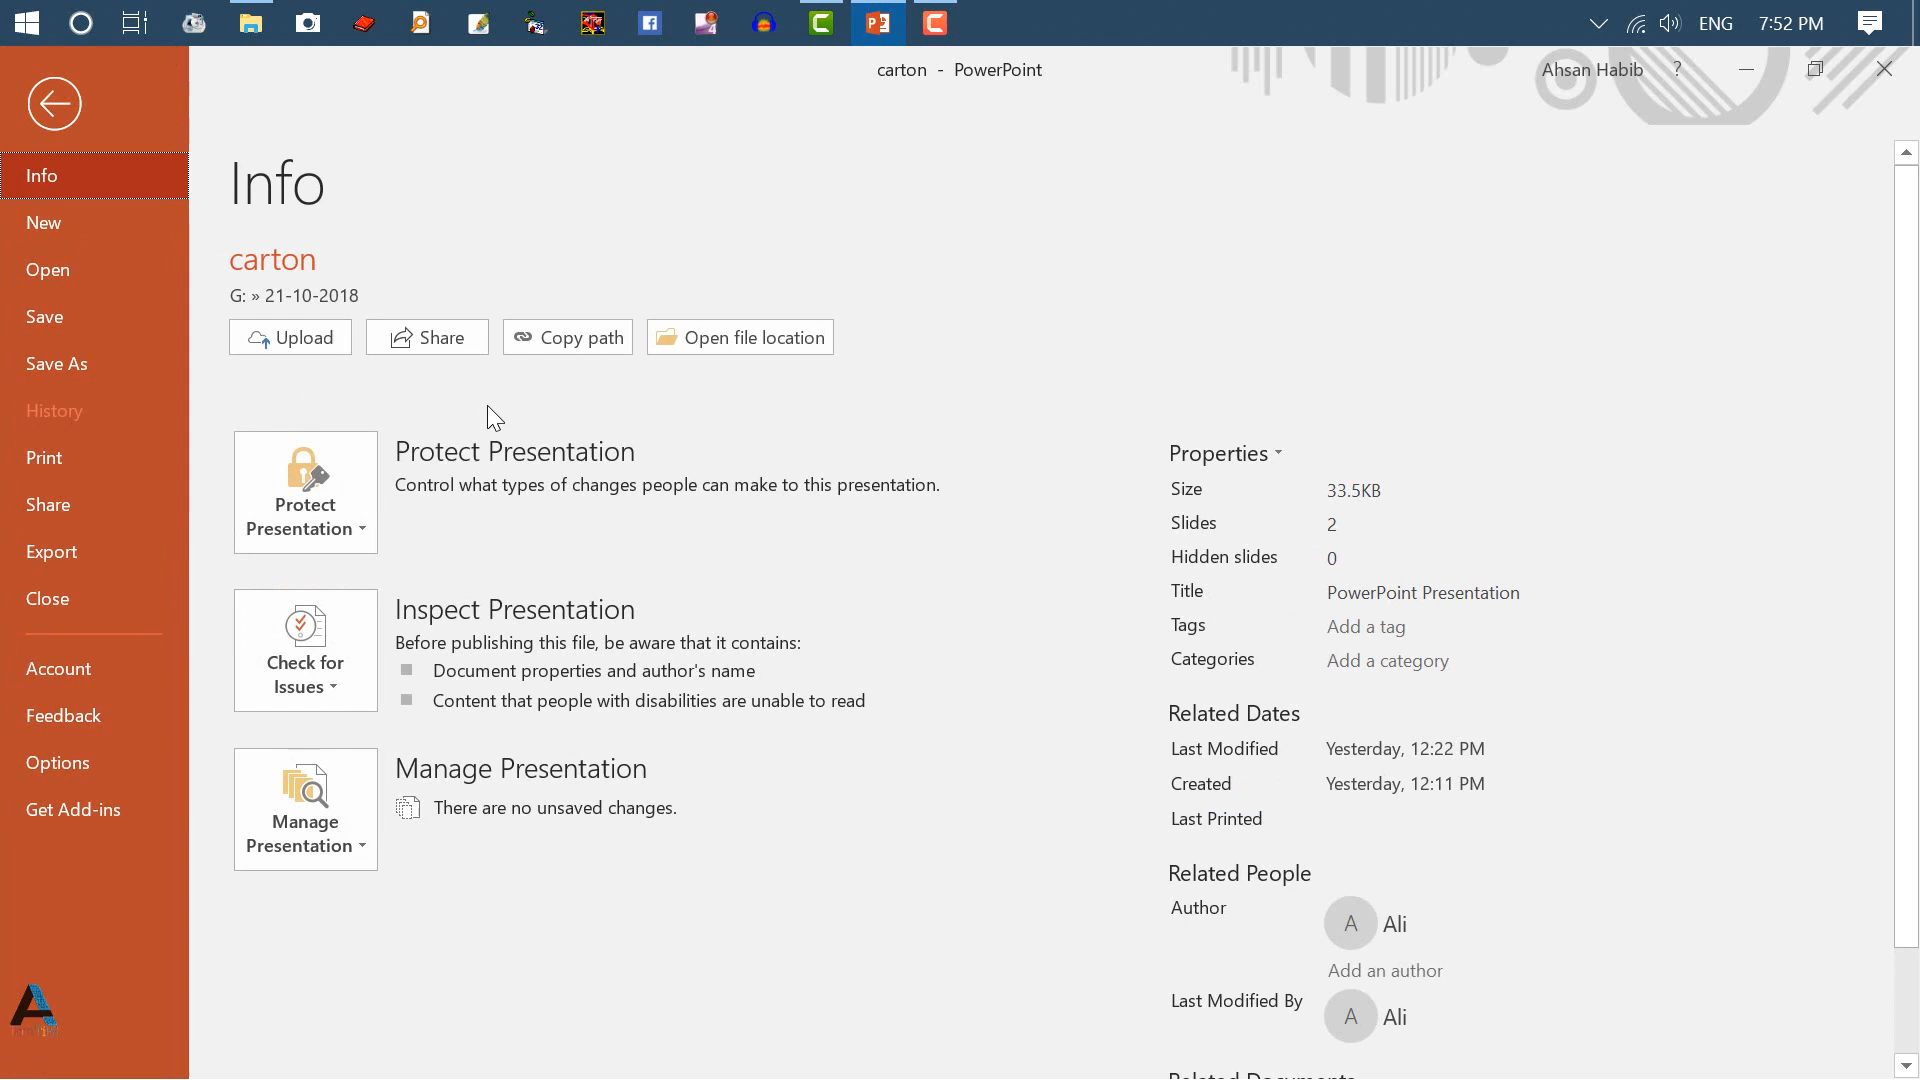 ENG 7:52 PM
carton - PowerPoint
Ahsan Habib ?
Info
New
Open
Save
Save As
History
Print
Share
Export
Close
Account
Feedback
Options
Get Add-ins
Info
carton
G: » 21-10-2018
Upload Share Copy path Open file location
Protect
Presentation
Protect Presentation
Control what types of changes people can make to this presentation.
Check for
Issues
Inspect Presentation
Before publishing this file, be aware that it contains:
Document properties and author's name
Content that people with disabilities are unable to read
Manage
Presentation
Manage Presentation
There are no unsaved changes.
Properties
Size 33.5KB
Slides 2
Hidden slides 0
Title PowerPoint Presentation
Tags Add a tag
Categories Add a category
Related Dates
Last Modified Yesterday, 12:22 PM
Created Yesterday, 12:11 PM
Last Printed
Related People
Author A Ali
Add an author
Last Modified By A Ali
Related Documents